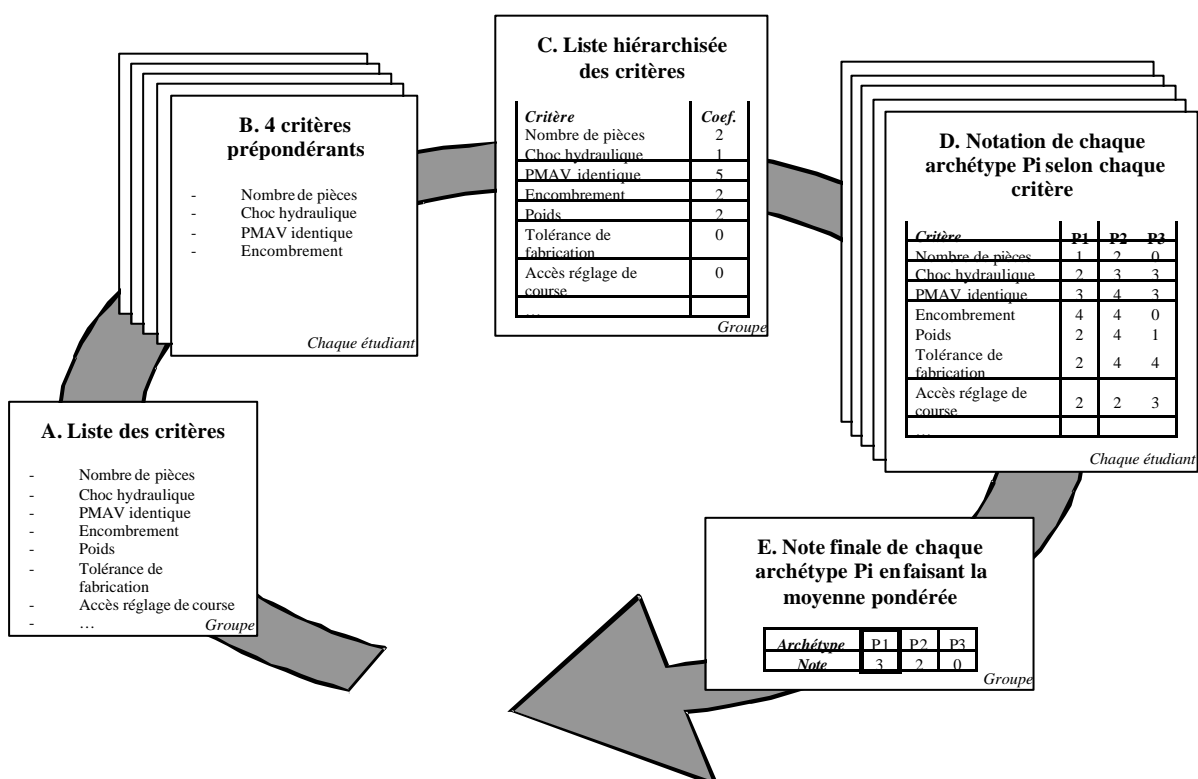 A. Liste des critères
- Nombre de pièces
- Choc hydraulique
- PMAV identique
- Encombrement
- Poids
- Tolérance de
fabrication
- Accès réglage de course
- …
Groupe
B. 4 critères
prépondérants
- Nombre de pièces
- Choc hydraulique
- PMAV identique
- Encombrement
Chaque étudiant
C. Liste hiérarchisée
des critères
Critère Coef.
Nombre de pièces 2
Choc hydraulique 1
PMAV identique 5
Encombrement 2
Poids 2
Tolérance de 0
fabrication
Accès réglage de 0
course
…
Groupe
D. Notation de chaque
archétype Pi selon chaque
critère
Critère P1 P2 P3
Nombre de pièces 1 2 0
Choc hydraulique 2 3 3
PMAV identique 3 4 3
Encombrement 4 4 0
Poids 2 4 1
Tolérance de 2 4 4
fabrication
Accès réglage de 2 2 3
course
…
Chaque étudiant
E. Note finale de chaque
archétype Pi en faisant la
moyenne pondérée
Archétype P1 P2 P3
Note 3 2 0
Groupe